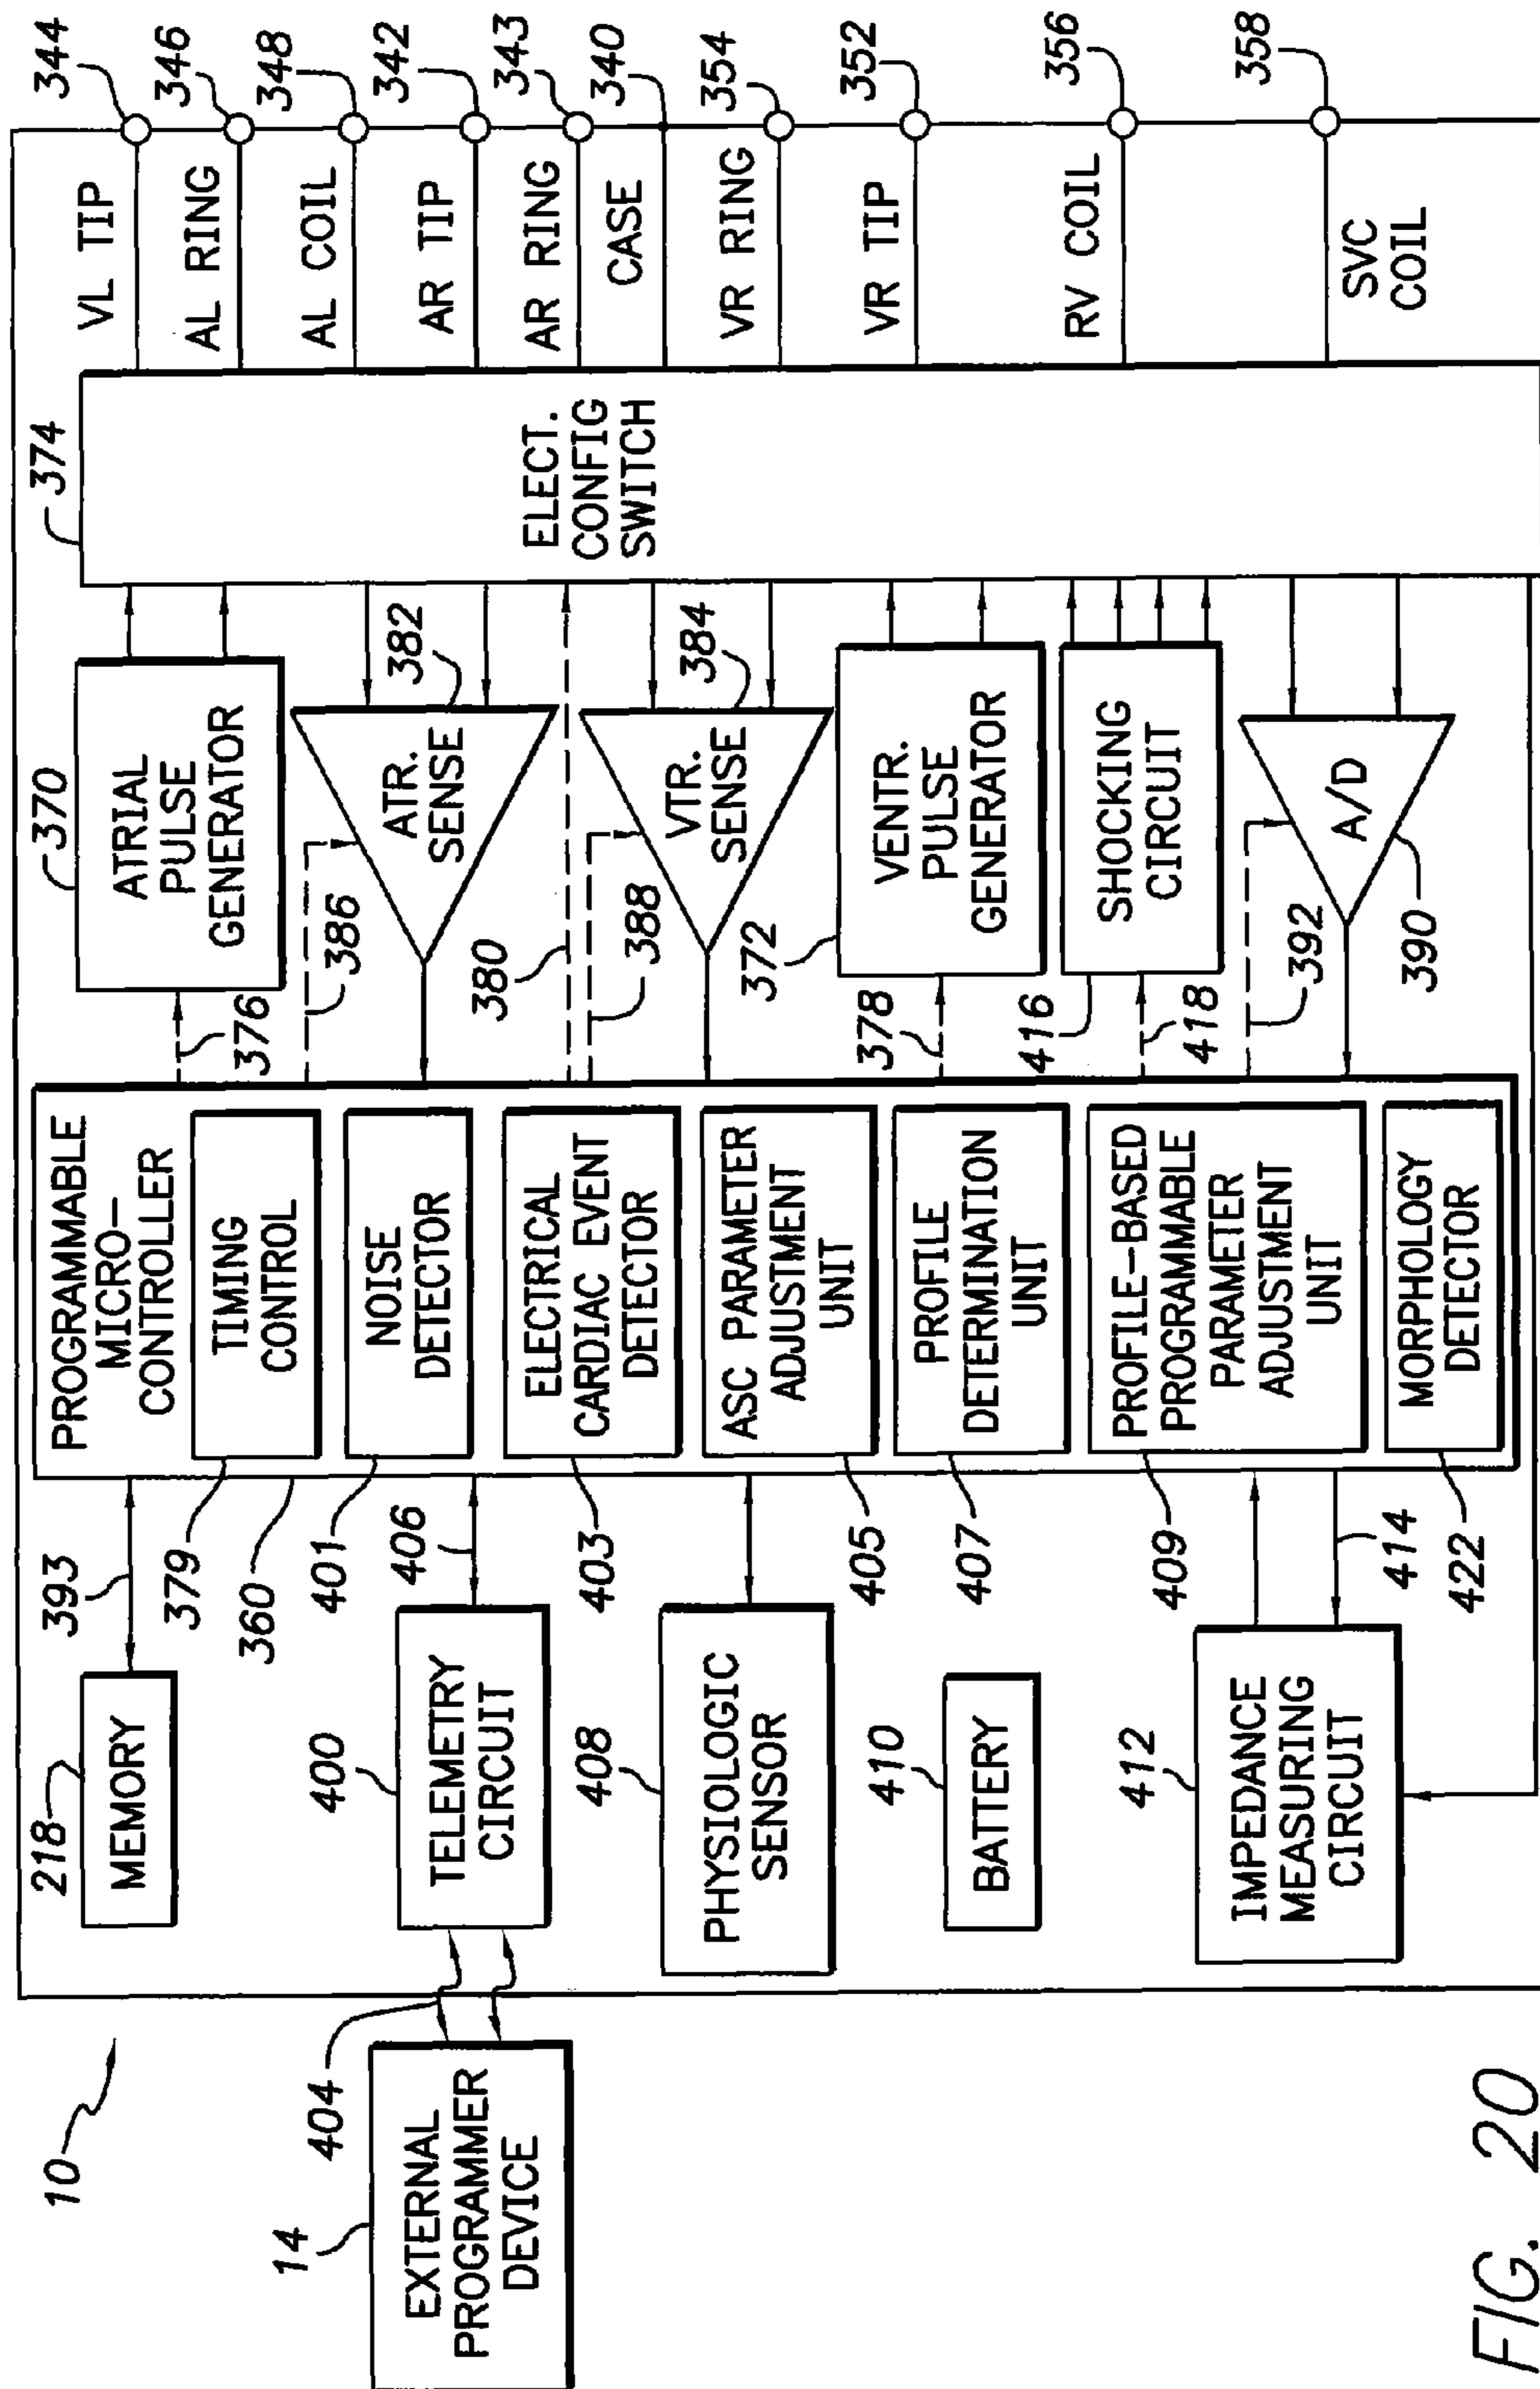 10
14
EXTERNAL
PROGRAMMER
DEVICE
404
218
MEMORY
393
400
TELEMETRY
CIRCUIT
406
408
PHYSIOLOGIC
SENSOR
410
BATTERY
412
IMPEDANCE
MEASURING
CIRCUIT
414
360
PROGRAMMABLE
MICRO-
CONTROLLER
379
TIMING
CONTROL
401
NOISE
DETECTOR
403
ELECTRICAL
CARDIAC EVENT
DETECTOR
405
ASC PARAMETER
ADJUSTMENT
UNIT
407
PROFILE
DETERMINATION
UNIT
409
PROFILE-BASED
PROGRAMMABLE
PARAMETER
ADJUSTMENT
UNIT
422
MORPHOLOGY
DETECTOR
370
ATRIAL
PULSE
GENERATOR
376
386
382
ATR.
SENSE
380
388
384
VTR.
SENSE
372
VENTR.
PULSE
GENERATOR
378
416
SHOCKING
CIRCUIT
418
392
A/D
390
374
ELECT.
CONFIG
SWITCH
VL TIP
344
AL RING
346
AL COIL
348
AR TIP
342
AR RING
343
CASE
340
VR RING
354
VR TIP
352
RV COIL
356
SVC
COIL
358
FIG. 20